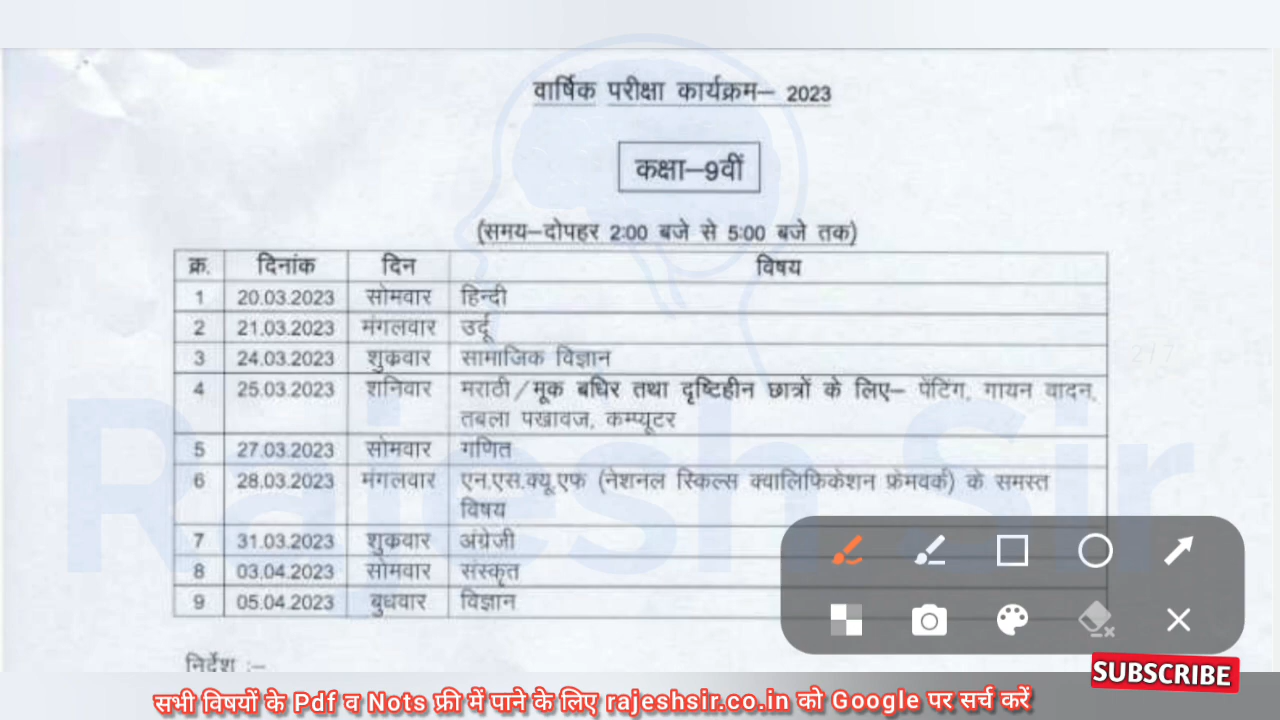 वार्षिक परीक्षा कार्यक्रम– 2023
कक्षा–9वीं
(समय–दोपहर 2:00 बजे से 5:00 बजे तक)
क्र. दिनांक दिन विषय
1 20.03.2023 सोमवार हिन्दी
2 21.03.2023 मंगलवार उर्दू
3 24.03.2023 शुक्रवार सामाजिक विज्ञान
4 25.03.2023 शनिवार मराठी/मूक बधिर तथा दृष्टिहीन छात्रों के लिए– पेंटिंग, गायन वादन,
तबला पखावज, कम्प्यूटर
5 27.03.2023 सोमवार गणित
6 28.03.2023 मंगलवार एन.एस.क्यू.एफ (नेशनल स्किल्स क्वालिफिकेशन फ्रेमवर्क) के समस्त
विषय
7 31.03.2023 शुक्रवार अंग्रेजी
8 03.04.2023 सोमवार संस्कृत
9 05.04.2023 बुधवार विज्ञान
निर्देश :–
Rajesh Sir
SUBSCRIBE
सभी विषयों के Pdf व Nots फ्री में पाने के लिए rajeshsir.co.in को Google पर सर्च करें